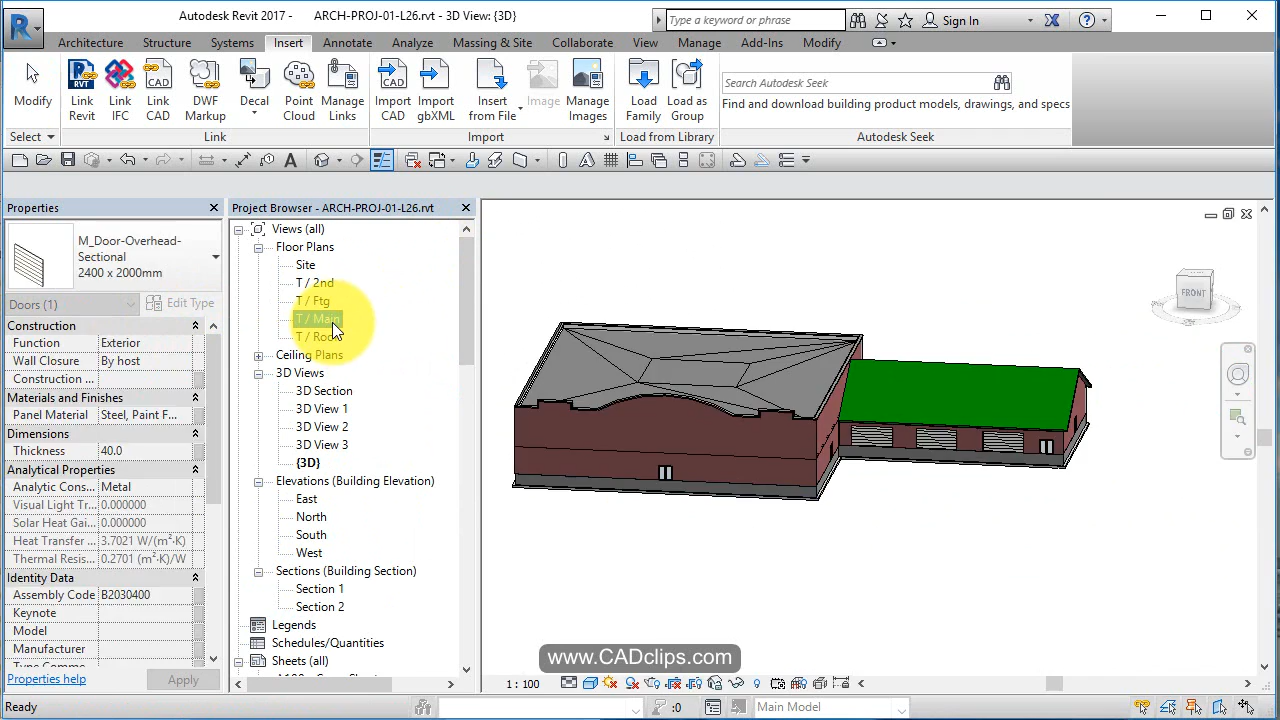 Autodesk Revit 2017 - ARCH-PROJ-01-L26.rvt - 3D View: {3D}
Type a keyword or phrase
Sign In
Architecture Structure Systems Insert Annotate Analyze Massing & Site Collaborate View Manage Add-Ins Modify
Modify
Link Revit
Link IFC
Link CAD
DWF Markup
Decal
Point Cloud
Manage Links
Import CAD
Import gbXML
Insert from File
Image
Manage Images
Load Family
Load as Group
Search Autodesk Seek
Find and download building product models, drawings, and specs
Select Link Import Load from Library Autodesk Seek
Properties
M_Door-Overhead-
Sectional
2400 x 2000mm
Doors (1) Edit Type
Construction
Function Exterior
Wall Closure By host
Construction ...
Materials and Finishes
Panel Material Steel, Paint F...
Dimensions
Thickness 40.0
Analytical Properties
Analytic Cons... Metal
Visual Light Tr... 0.000000
Solar Heat Gai... 0.000000
Heat Transfer ... 3.7021 W/(m²·K)
Thermal Resis... 0.2701 (m²·K)/W
Identity Data
Assembly Code B2030400
Keynote
Model
Manufacturer
Properties help Apply
Project Browser - ARCH-PROJ-01-L26.rvt
Views (all)
Floor Plans
Site
T / 2nd
T / Ftg
T / Main
T / Roof
Ceiling Plans
3D Views
3D Section
3D View 1
3D View 2
3D View 3
{3D}
Elevations (Building Elevation)
East
North
South
West
Sections (Building Section)
Section 1
Section 2
Legends
Schedules/Quantities
Sheets (all)
FRONT
www.CADclips.com
1 : 100
Ready
:0
Main Model